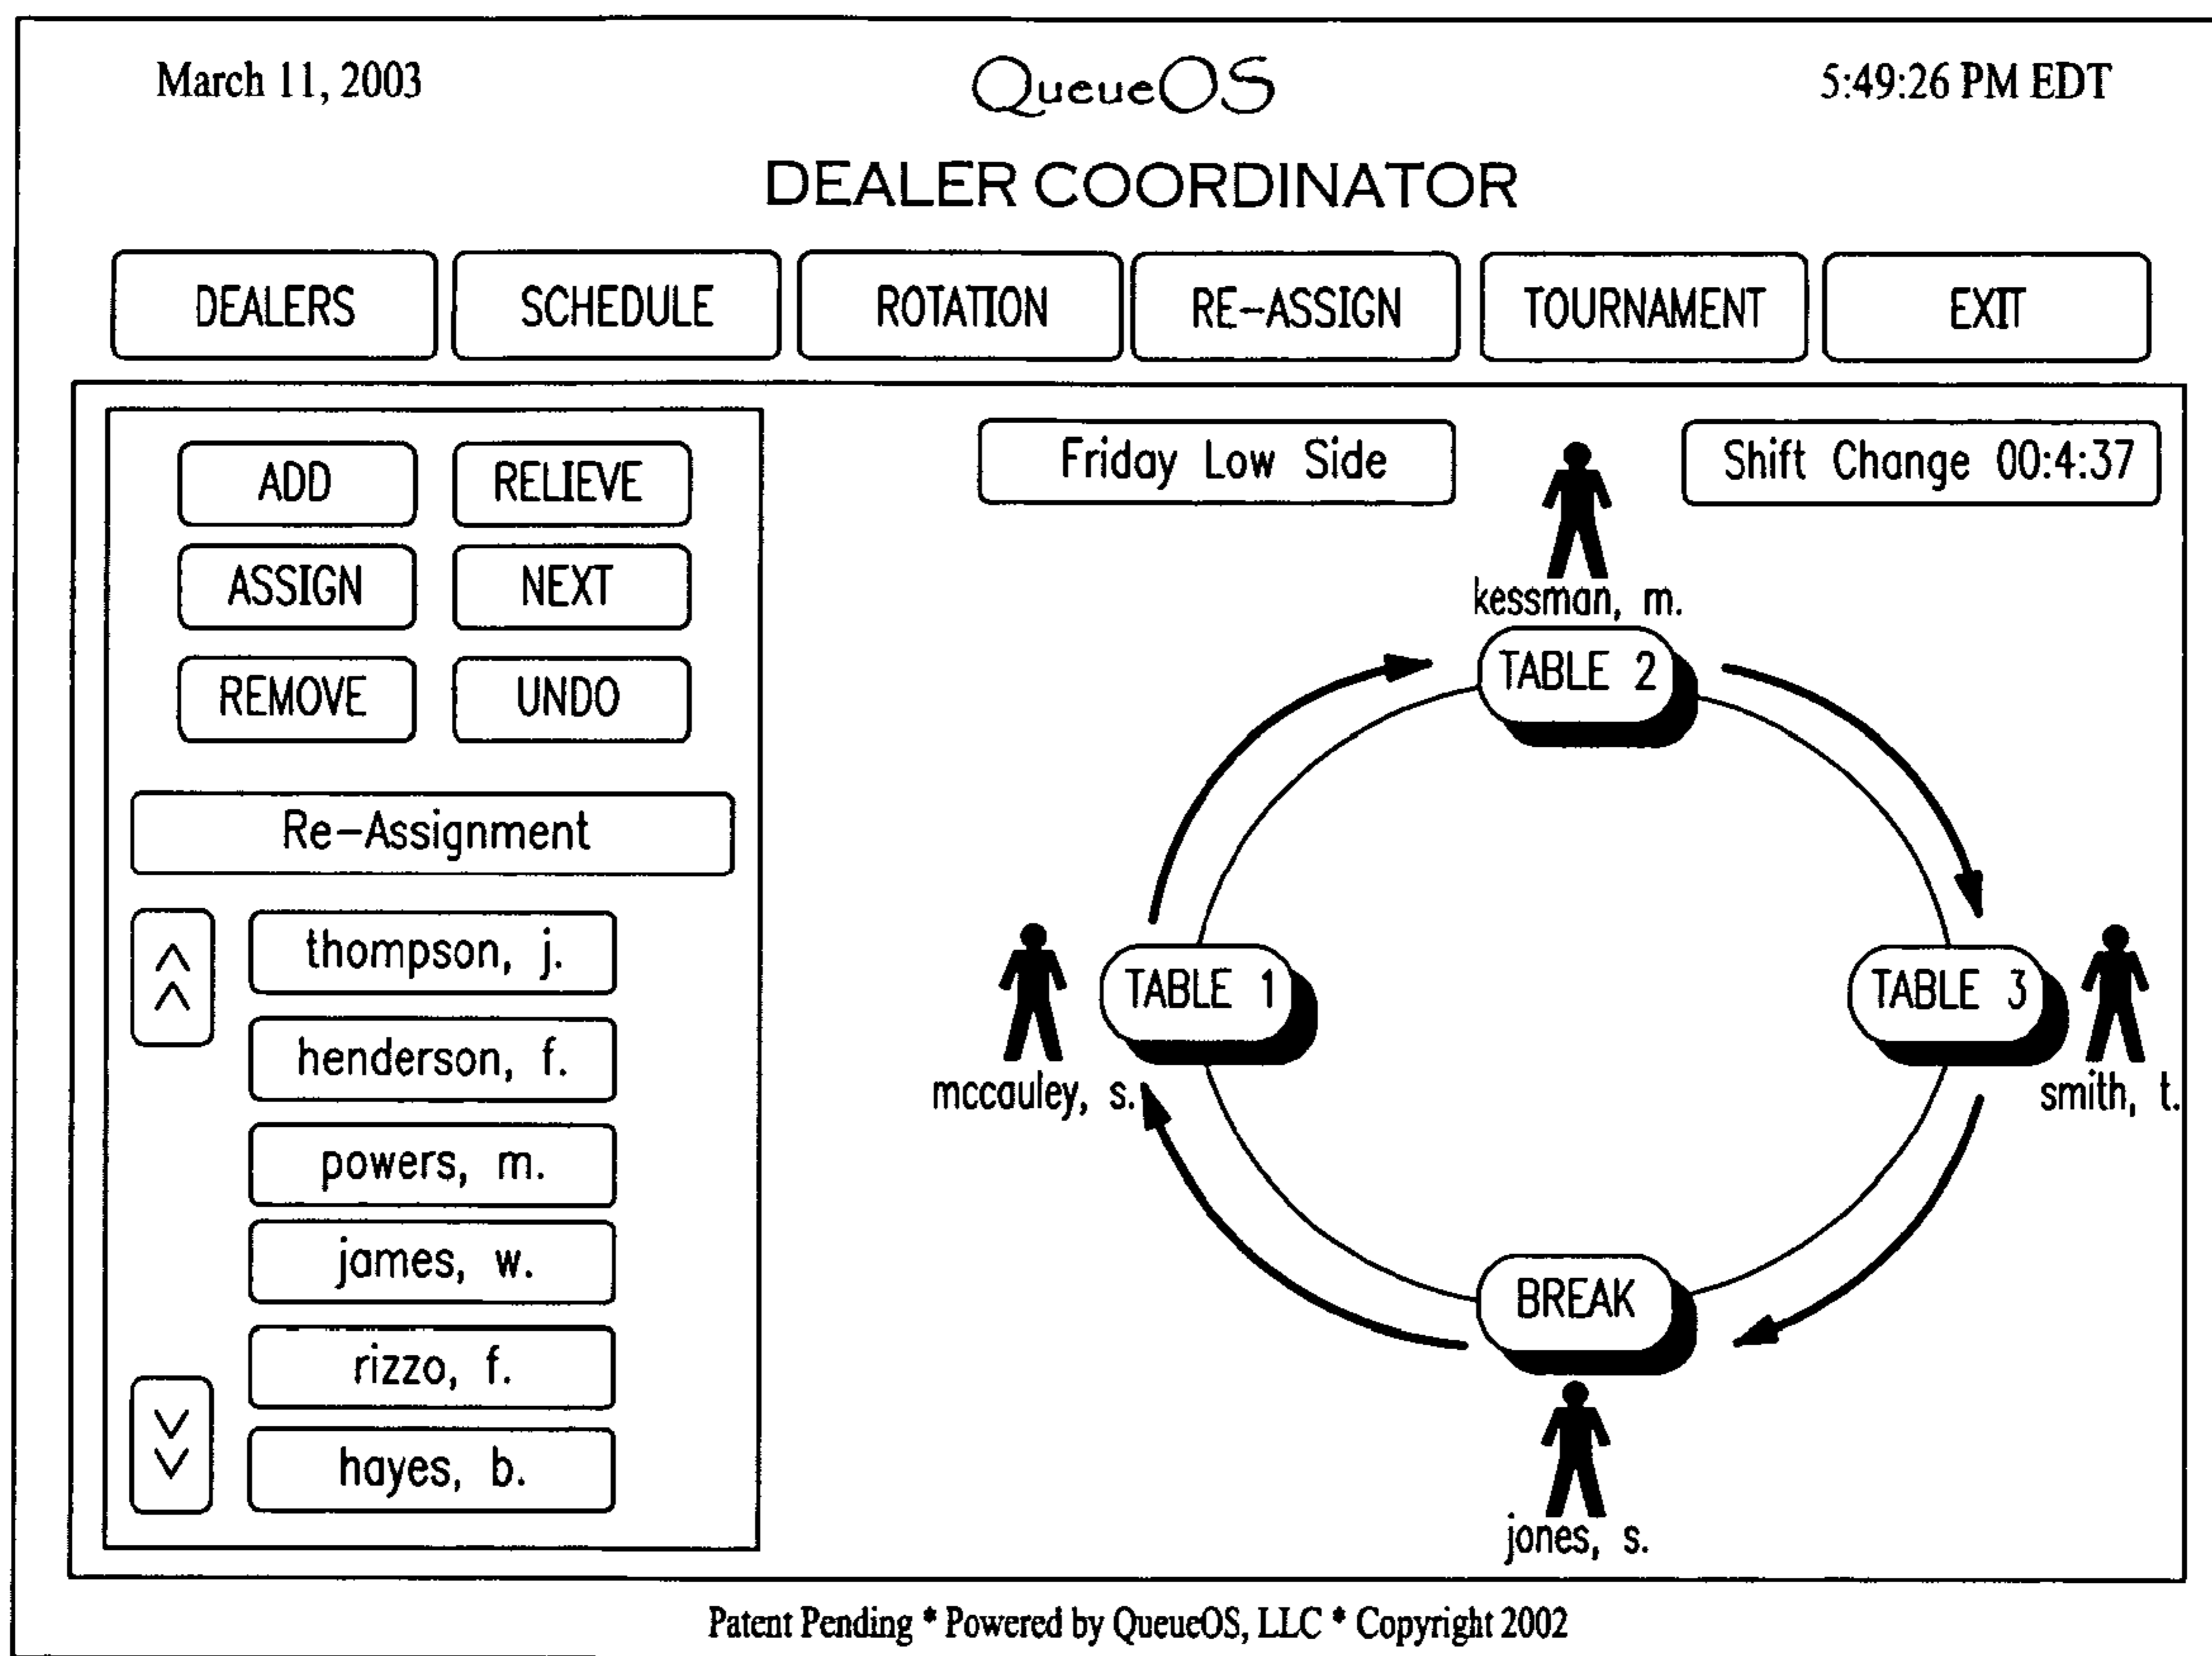 March 11, 2003
QueueOS
5:49:26 PM EDT
DEALER COORDINATOR
DEALERS
SCHEDULE
ROTATION
RE-ASSIGN
TOURNAMENT
EXIT
ADD
RELIEVE
ASSIGN
NEXT
REMOVE
UNDO
Re-Assignment
thompson, j.
henderson, f.
powers, m.
james, w.
rizzo, f.
hayes, b.
Friday Low Side
Shift Change 00:4:37
kessman, m.
TABLE 2
TABLE 1
mccauley, s.
TABLE 3
smith, t.
BREAK
jones, s.
Patent Pending * Powered by QueueOS, LLC * Copyright 2002